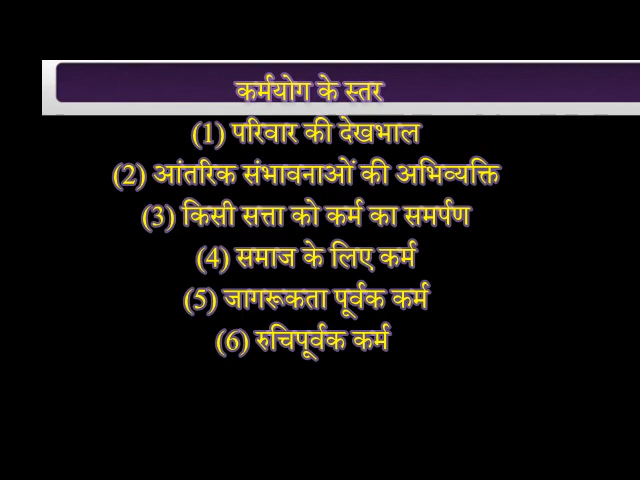 कर्मयोग के स्तर
(1) परिवार की देखभाल
(2) आंतरिक संभावनाओं की अभिव्यक्ति
(3) किसी सत्ता को कर्म का समर्पण
(4) समाज के लिए कर्म
(5) जागरूकता पूर्वक कर्म
(6) रुचिपूर्वक कर्म